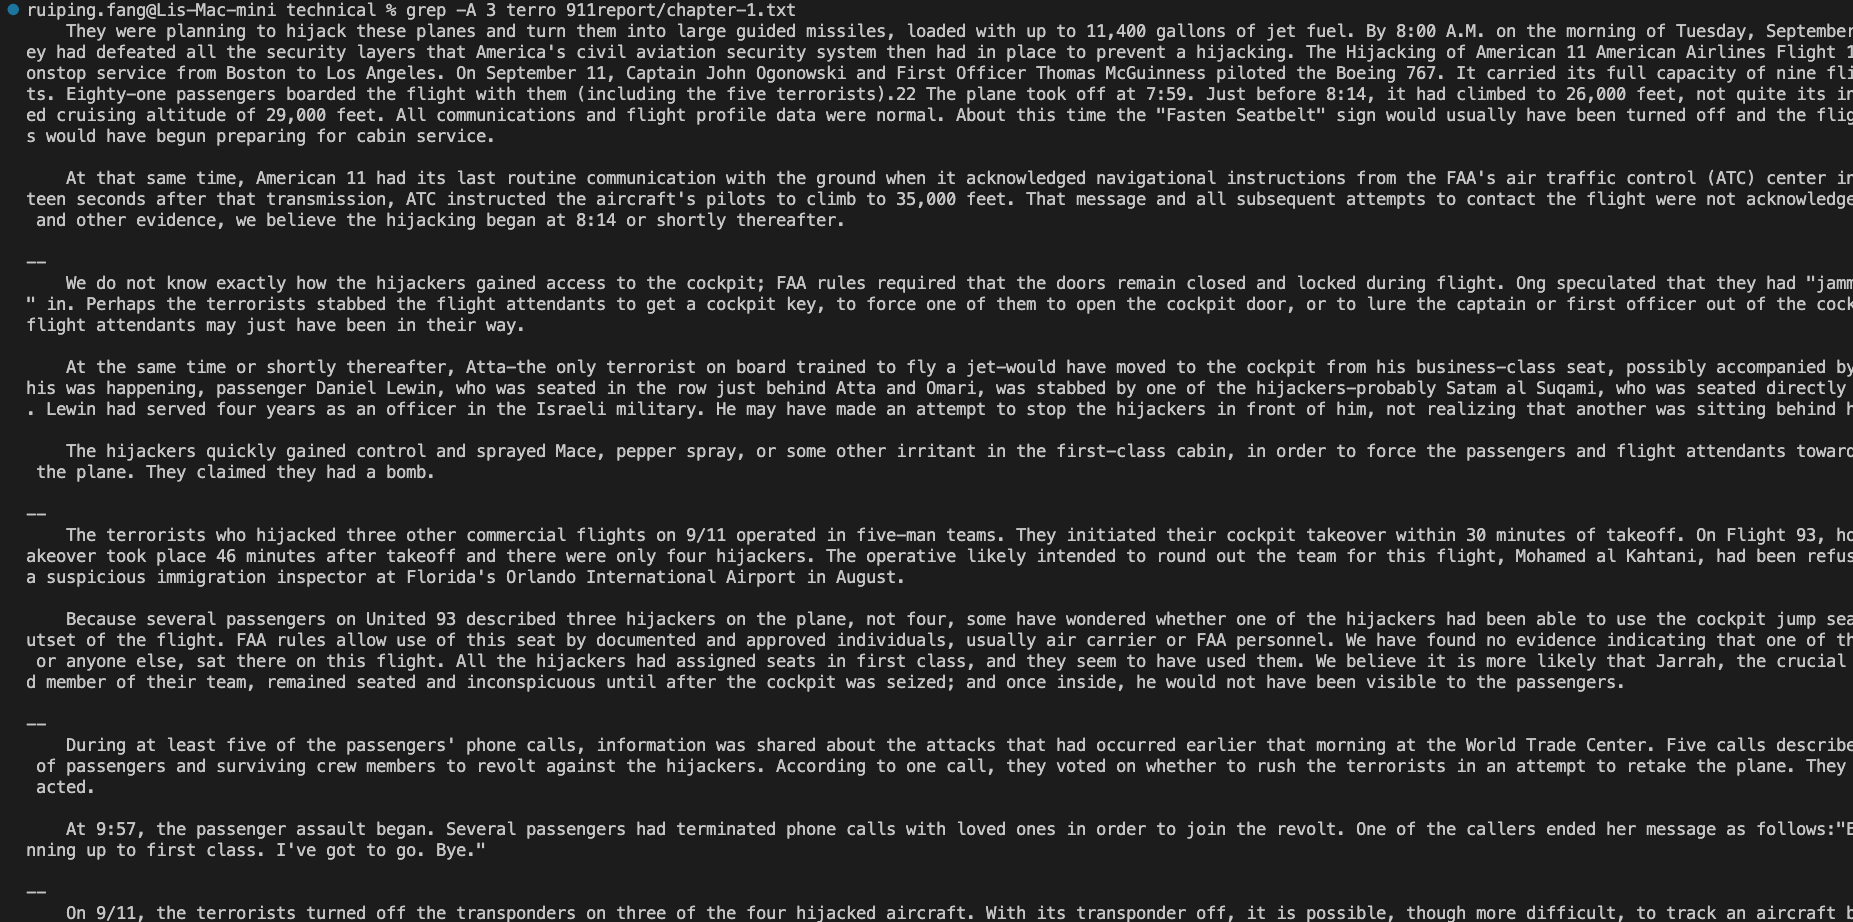 ruiping.fang@Lis-Mac-mini technical % grep -A 3 terro 911report/chapter-1.txt
They were planning to hijack these planes and turn them into large guided missiles, loaded with up to 11,400 gallons of jet fuel. By 8:00 A.M. on the morning of Tuesday, September
ey had defeated all the security layers that America's civil aviation security system then had in place to prevent a hijacking. The Hijacking of American 11 American Airlines Flight 1
onstop service from Boston to Los Angeles. On September 11, Captain John Ogonowski and First Officer Thomas McGuinness piloted the Boeing 767. It carried its full capacity of nine fli
ts. Eighty-one passengers boarded the flight with them (including the five terrorists).22 The plane took off at 7:59. Just before 8:14, it had climbed to 26,000 feet, not quite its in
ed cruising altitude of 29,000 feet. All communications and flight profile data were normal. About this time the "Fasten Seatbelt" sign would usually have been turned off and the flig
s would have begun preparing for cabin service.
At that same time, American 11 had its last routine communication with the ground when it acknowledged navigational instructions from the FAA's air traffic control (ATC) center in
teen seconds after that transmission, ATC instructed the aircraft's pilots to climb to 35,000 feet. That message and all subsequent attempts to contact the flight were not acknowledge
and other evidence, we believe the hijacking began at 8:14 or shortly thereafter.
--
We do not know exactly how the hijackers gained access to the cockpit; FAA rules required that the doors remain closed and locked during flight. Ong speculated that they had "jamm
" in. Perhaps the terrorists stabbed the flight attendants to get a cockpit key, to force one of them to open the cockpit door, or to lure the captain or first officer out of the cock
flight attendants may just have been in their way.
At the same time or shortly thereafter, Atta-the only terrorist on board trained to fly a jet-would have moved to the cockpit from his business-class seat, possibly accompanied by
his was happening, passenger Daniel Lewin, who was seated in the row just behind Atta and Omari, was stabbed by one of the hijackers-probably Satam al Suqami, who was seated directly
. Lewin had served four years as an officer in the Israeli military. He may have made an attempt to stop the hijackers in front of him, not realizing that another was sitting behind h
The hijackers quickly gained control and sprayed Mace, pepper spray, or some other irritant in the first-class cabin, in order to force the passengers and flight attendants toward
the plane. They claimed they had a bomb.
--
The terrorists who hijacked three other commercial flights on 9/11 operated in five-man teams. They initiated their cockpit takeover within 30 minutes of takeoff. On Flight 93, ho
akeover took place 46 minutes after takeoff and there were only four hijackers. The operative likely intended to round out the team for this flight, Mohamed al Kahtani, had been refus
a suspicious immigration inspector at Florida's Orlando International Airport in August.
Because several passengers on United 93 described three hijackers on the plane, not four, some have wondered whether one of the hijackers had been able to use the cockpit jump sea
utset of the flight. FAA rules allow use of this seat by documented and approved individuals, usually air carrier or FAA personnel. We have found no evidence indicating that one of th
or anyone else, sat there on this flight. All the hijackers had assigned seats in first class, and they seem to have used them. We believe it is more likely that Jarrah, the crucial
d member of their team, remained seated and inconspicuous until after the cockpit was seized; and once inside, he would not have been visible to the passengers.
--
During at least five of the passengers' phone calls, information was shared about the attacks that had occurred earlier that morning at the World Trade Center. Five calls describe
of passengers and surviving crew members to revolt against the hijackers. According to one call, they voted on whether to rush the terrorists in an attempt to retake the plane. They
acted.
At 9:57, the passenger assault began. Several passengers had terminated phone calls with loved ones in order to join the revolt. One of the callers ended her message as follows:"E
nning up to first class. I've got to go. Bye."
--
On 9/11, the terrorists turned off the transponders on three of the four hijacked aircraft. With its transponder off, it is possible, though more difficult, to track an aircraft b